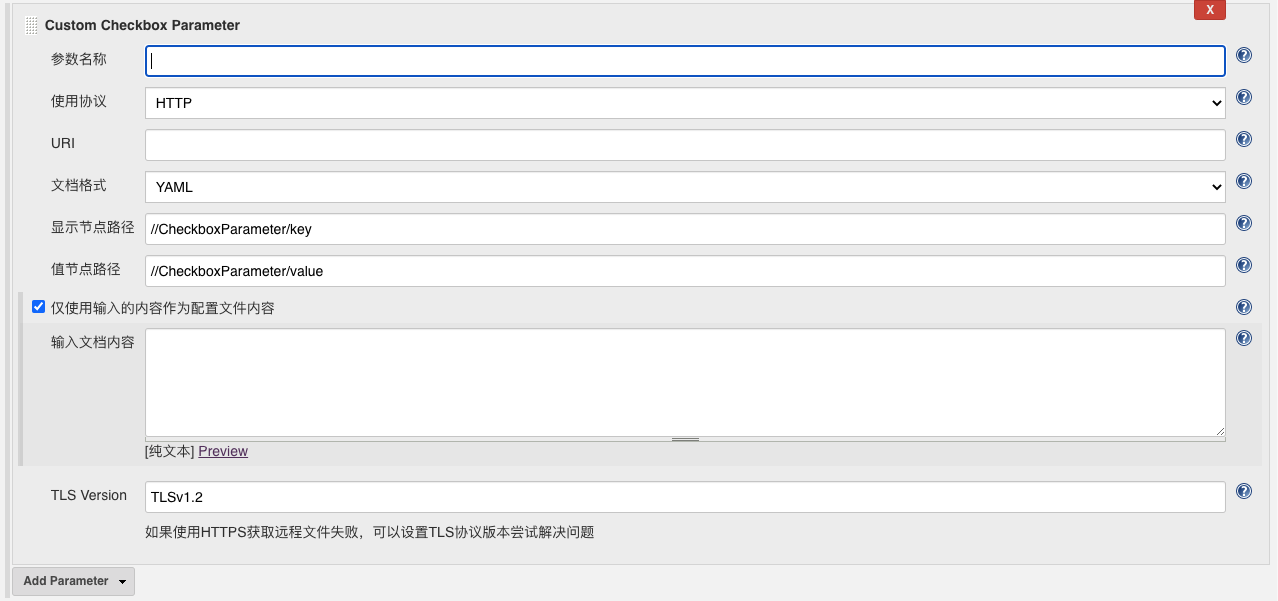 X
Custom Checkbox Parameter
参数名称
使用协议 HTTP
URI
文档格式 YAML
显示节点路径 //CheckboxParameter/key
值节点路径 //CheckboxParameter/value
仅使用输入的内容作为配置文件内容
输入文档内容
[纯文本] Preview
TLS Version TLSv1.2
如果使用HTTPS获取远程文件失败，可以设置TLS协议版本尝试解决问题
Add Parameter